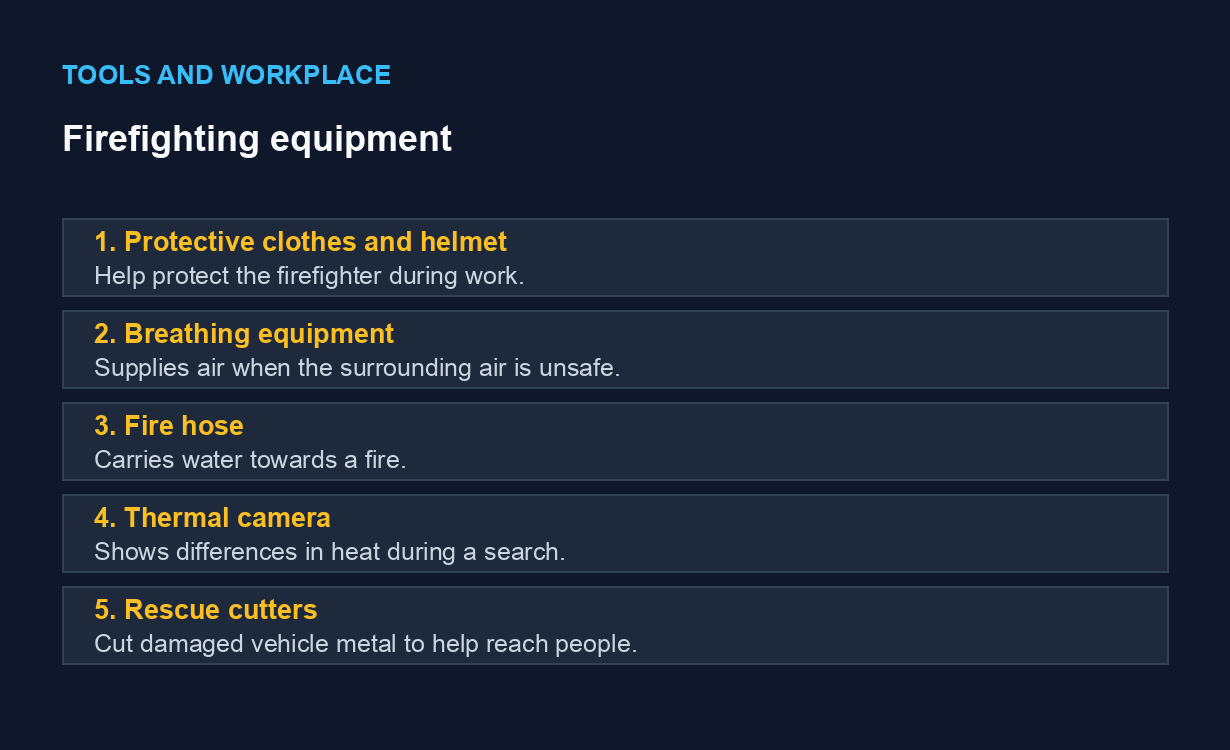 TOOLS AND WORKPLACE
Firefighting equipment
1. Protective clothes and helmet
Help protect the firefighter during work.
2. Breathing equipment
Supplies air when the surrounding air is unsafe.
3. Fire hose
Carries water towards a fire.
4. Thermal camera
Shows differences in heat during a search.
5. Rescue cutters
Cut damaged vehicle metal to help reach people.